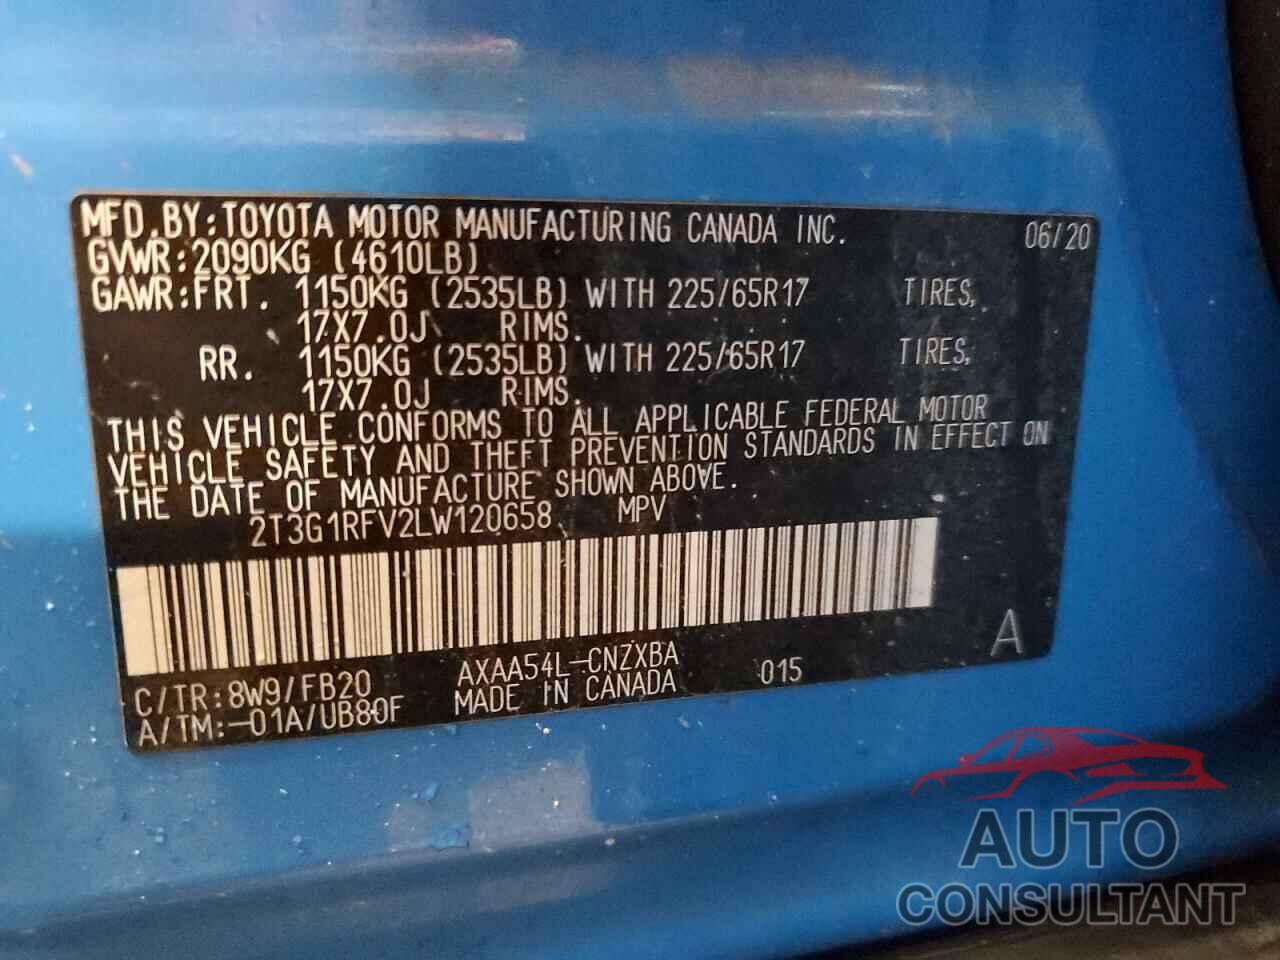 MFD.BY:TOYOTA MOTOR MANUFACTURING CANADA INC. 06/20
GVWR:2090KG (4610LB)
GAWR:FRT. 1150KG (2535LB) WITH 225/65R17 TIRES,
17X7.0J RIMS.
RR. 1150KG (2535LB) WITH 225/65R17 TIRES,
17X7.0J RIMS.
THIS VEHICLE CONFORMS TO ALL APPLICABLE FEDERAL MOTOR
VEHICLE SAFETY AND THEFT PREVENTION STANDARDS IN EFFECT ON
THE DATE OF MANUFACTURE SHOWN ABOVE.
2T3G1RFV2LW120658 MPV
A
C/TR:8W9/FB20 AXAA54L-CNZXBA 015
A/TM:-01A/UB80F MADE IN CANADA
AUTO
CONSULTANT